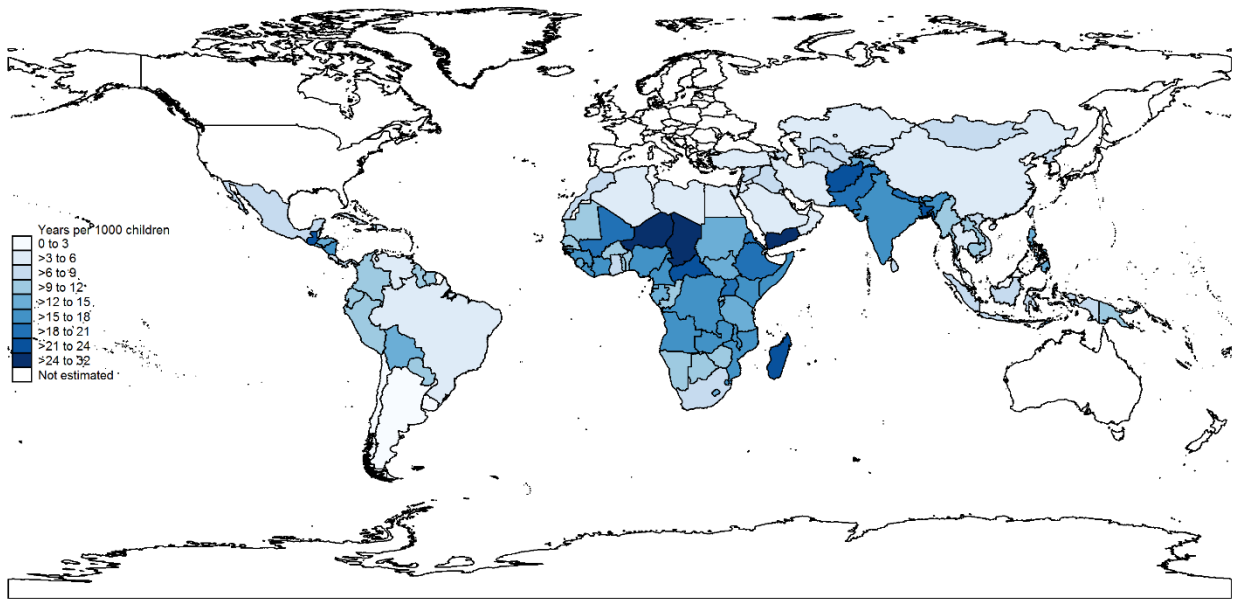 Years per 1000 children
0 to 3
>3 to 6
>6 to 9
>9 to 12
>12 to 15
>15 to 18
>18 to 21
>21 to 24
>24 to 32
Not estimated